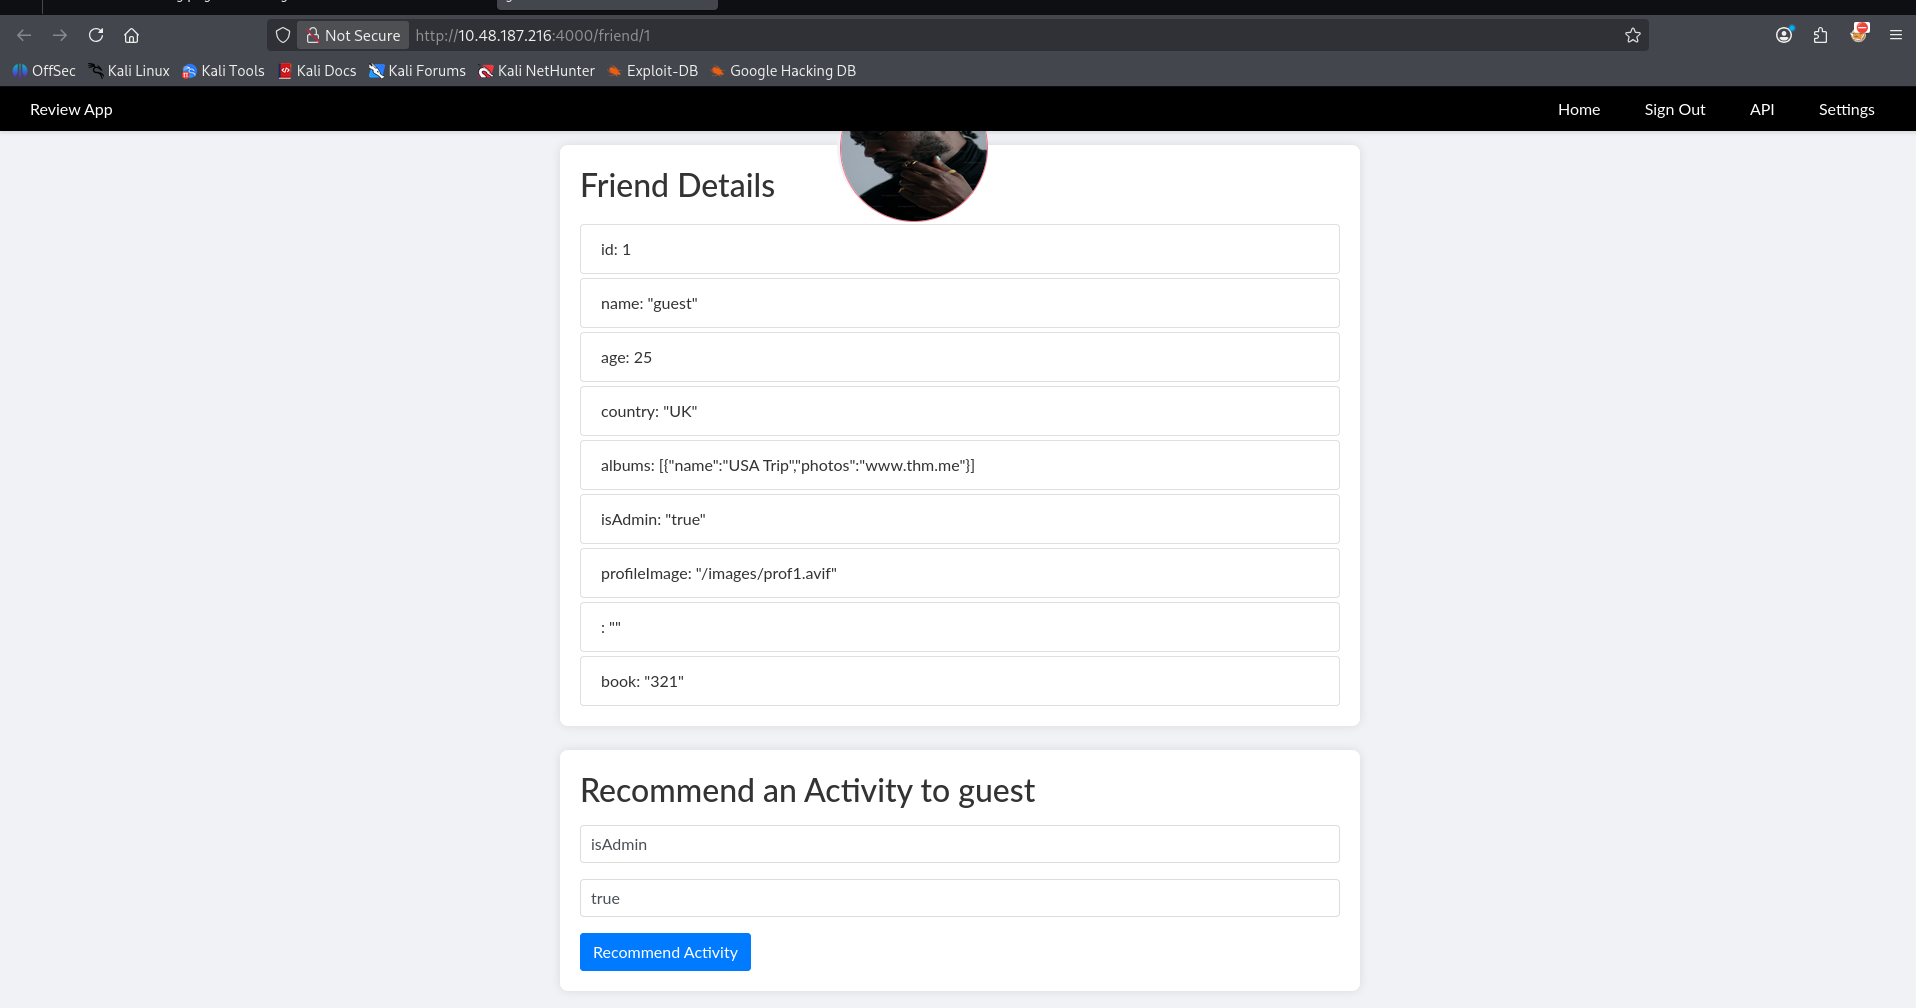 Not Secure http://10.48.187.216:4000/friend/1
OffSec Kali Linux Kali Tools Kali Docs Kali Forums Kali NetHunter Exploit-DB Google Hacking DB
Review App Home Sign Out API Settings
Friend Details
id: 1
name: "guest"
age: 25
country: "UK"
albums: [{"name":"USA Trip","photos":"www.thm.me"}]
isAdmin: "true"
profileImage: "/images/prof1.avif"
: ""
book: "321"
Recommend an Activity to guest
isAdmin
true
Recommend Activity